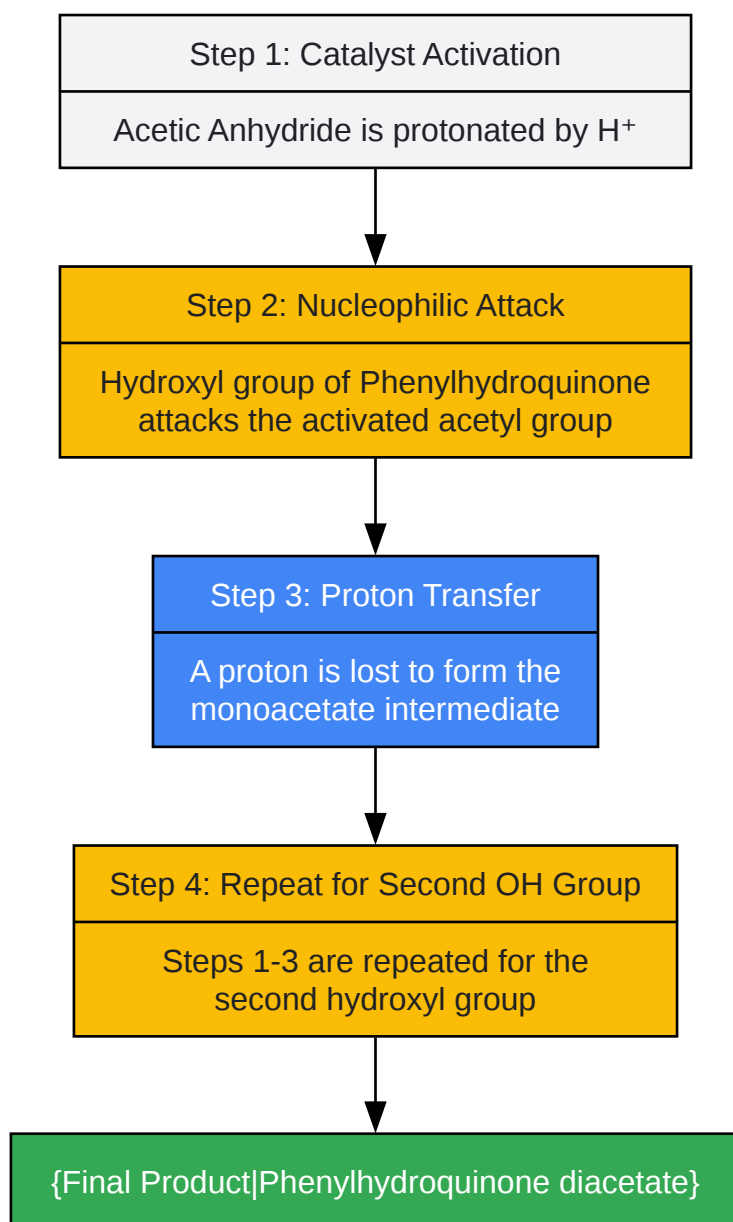 Step 1: Catalyst Activation
Acetic Anhydride is protonated by H⁺
Step 2: Nucleophilic Attack
Hydroxyl group of Phenylhydroquinone
attacks the activated acetyl group
Step 3: Proton Transfer
A proton is lost to form the
monoacetate intermediate
Step 4: Repeat for Second OH Group
Steps 1-3 are repeated for the
second hydroxyl group
{Final Product|Phenylhydroquinone diacetate}